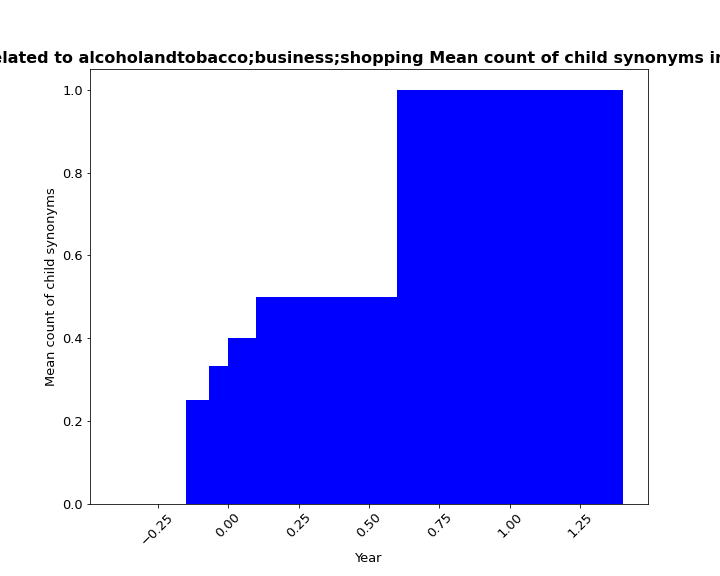 related to alcoholandtobacco;business;shopping Mean count of child synonyms in
1.0
0.8
0.6
0.4
0.2
0.0
Mean count of child synonyms
−0.25 0.00 0.25 0.50 0.75 1.00 1.25
Year